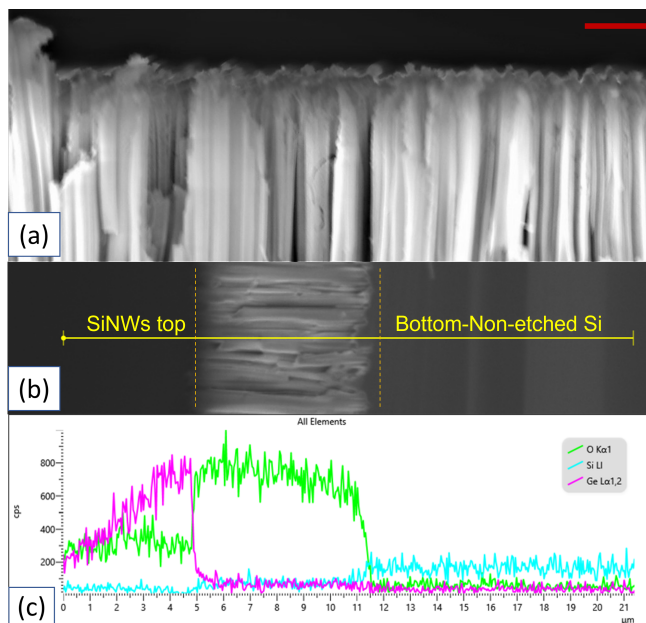 (a)
SiNWs top
Bottom-Non-etched Si
(b)
All Elements
O Kα1
Si Ll
Ge Lα1,2
cps
800
600
400
200
0 1 2 3 4 5 6 7 8 9 10 11 12 13 14 15 16 17 18 19 20 21
µm
(c)